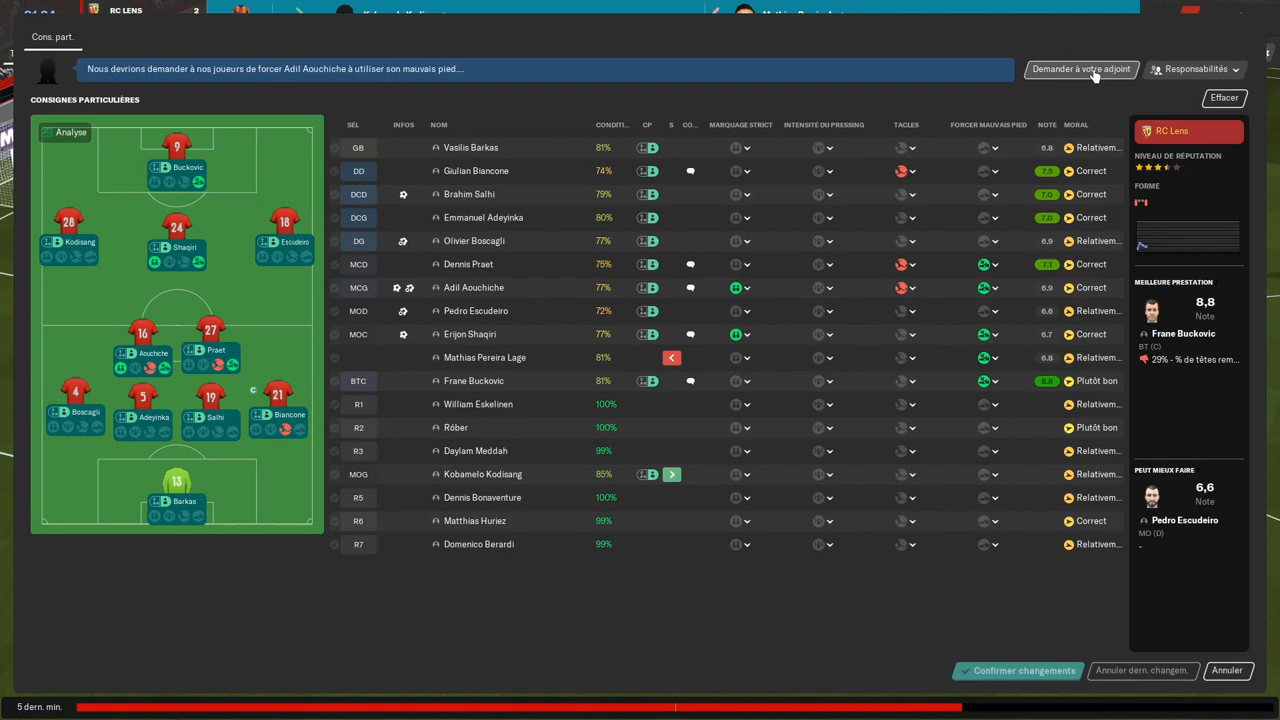 RC LENS 2
Cons. part.
Nous devrions demander à nos joueurs de forcer Adil Aouchiche à utiliser son mauvais pied....
Demander à votre adjoint
Responsabilités
CONSIGNES PARTICULIÈRES
Effacer
Analyse
9
Buckovic
28
Kodisang
24
Shaqiri
18
Escudeiro
16
Aouchiche
27
Praet
4
Boscagli
5
Adeyinka
19
Salhi
C
21
Biancone
13
Barkas
SÉL INFOS NOM CONDITI... CP S CO... MARQUAGE STRICT INTENSITÉ DU PRESSING TACLES FORCER MAUVAIS PIED NOTE MORAL
GB Vasilis Barkas 81% 6.8 Relativem...
DD Giulian Biancone 74% 7.5 Correct
DCD Brahim Salhi 79% 7.0 Correct
DCG Emmanuel Adeyinka 80% 7.0 Correct
DG Olivier Boscagli 77% 6.9 Relativem...
MCD Dennis Praet 75% 7.1 Correct
MCG Adil Aouchiche 77% 6.9 Correct
MOD Pedro Escudeiro 72% 6.6 Relativem...
MOC Erijon Shaqiri 77% 6.7 Correct
Mathias Pereira Lage 81% 6.8 Relativem...
BTC Frane Buckovic 81% 8.8 Plutôt bon
R1 William Eskelinen 100% Relativem...
R2 Róber 100% Plutôt bon
R3 Daylam Meddah 99% Relativem...
MOG Kobamelo Kodisang 85% Relativem...
R5 Dennis Bonaventure 100% Relativem...
R6 Matthias Huriez 99% Correct
R7 Domenico Berardi 99% Relativem...
RC Lens
NIVEAU DE RÉPUTATION
FORME
MEILLEURE PRESTATION
8,8
Note
Frane Buckovic
BT (C)
29% - % de têtes rem...
PEUT MIEUX FAIRE
6,6
Note
Pedro Escudeiro
MO (D)
-
Confirmer changements
Annuler dern. changem.
Annuler
5 dern. min.